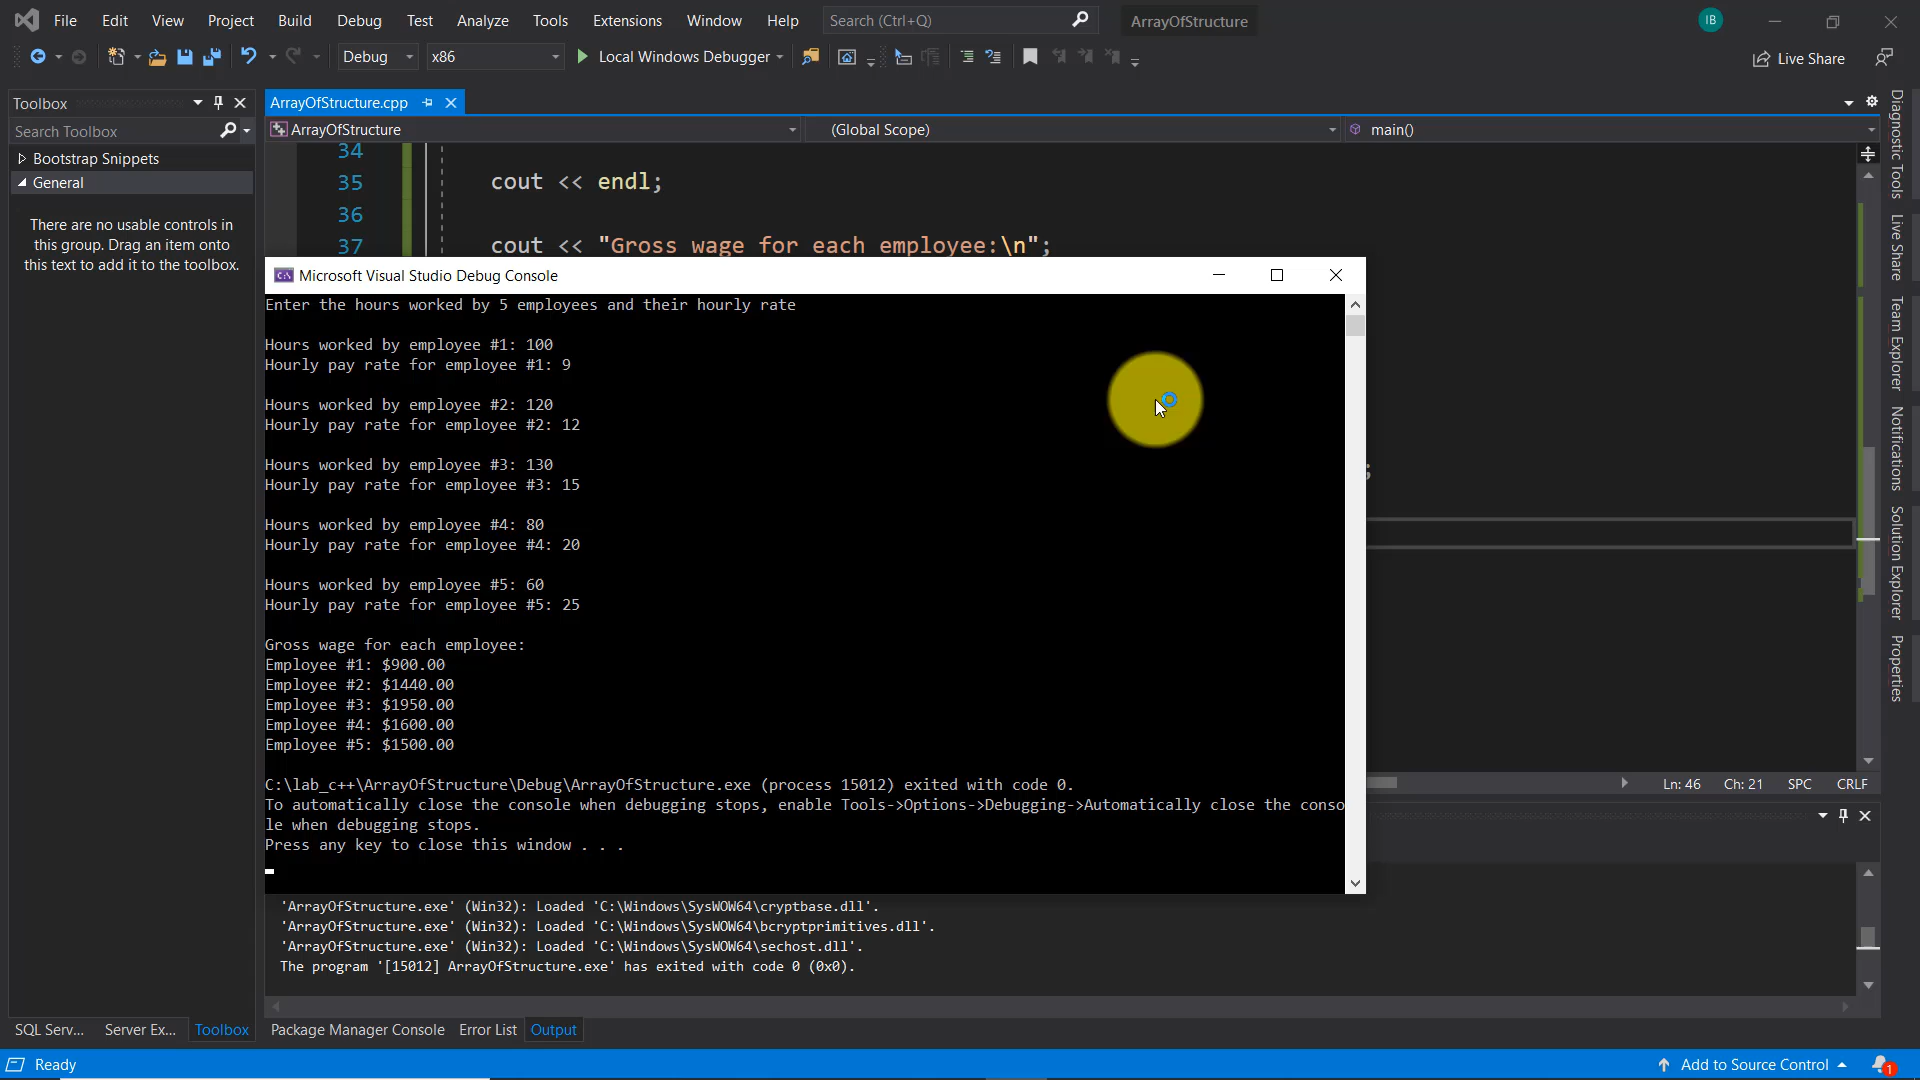 File Edit View Project Build Debug Test Analyze Tools Extensions Window Help Search (Ctrl+Q) ArrayOfStructure IB
Debug x86 Local Windows Debugger Live Share
Toolbox
Search Toolbox
Bootstrap Snippets
General
There are no usable controls in
this group. Drag an item onto
this text to add it to the toolbox.
ArrayOfStructure.cpp
ArrayOfStructure (Global Scope) main()
34
35 cout << endl;
36
37 cout << "Gross wage for each employee:\n";
Microsoft Visual Studio Debug Console
Enter the hours worked by 5 employees and their hourly rate
Hours worked by employee #1: 100
Hourly pay rate for employee #1: 9
Hours worked by employee #2: 120
Hourly pay rate for employee #2: 12
Hours worked by employee #3: 130
Hourly pay rate for employee #3: 15
Hours worked by employee #4: 80
Hourly pay rate for employee #4: 20
Hours worked by employee #5: 60
Hourly pay rate for employee #5: 25
Gross wage for each employee:
Employee #1: $900.00
Employee #2: $1440.00
Employee #3: $1950.00
Employee #4: $1600.00
Employee #5: $1500.00
C:\lab_c++\ArrayOfStructure\Debug\ArrayOfStructure.exe (process 15012) exited with code 0.
To automatically close the console when debugging stops, enable Tools->Options->Debugging->Automatically close the conso
le when debugging stops.
Press any key to close this window . . .
;
Ln: 46 Ch: 21 SPC CRLF
'ArrayOfStructure.exe' (Win32): Loaded 'C:\Windows\SysWOW64\cryptbase.dll'.
'ArrayOfStructure.exe' (Win32): Loaded 'C:\Windows\SysWOW64\bcryptprimitives.dll'.
'ArrayOfStructure.exe' (Win32): Loaded 'C:\Windows\SysWOW64\sechost.dll'.
The program '[15012] ArrayOfStructure.exe' has exited with code 0 (0x0).
SQL Serv... Server Ex... Toolbox Package Manager Console Error List Output
Diagnostic Tools
Live Share
Team Explorer
Notifications
Solution Explorer
Properties
Ready Add to Source Control 1